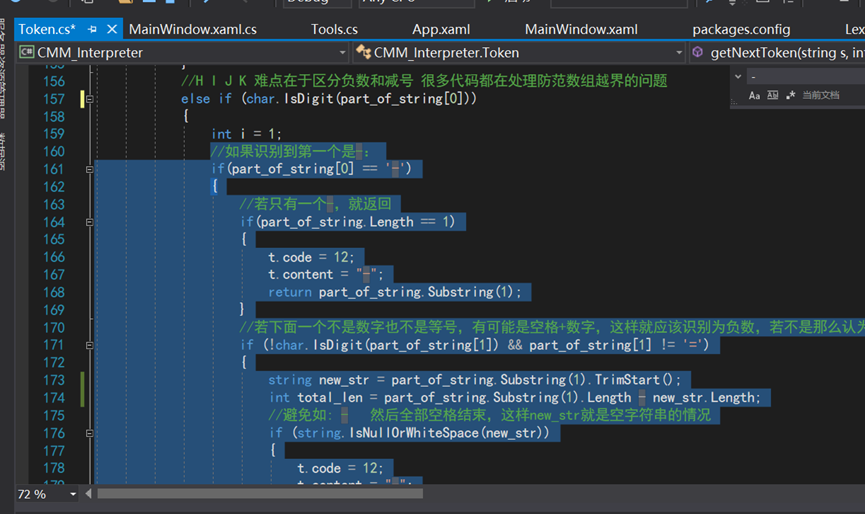 Token.cs*
MainWindow.xaml.cs
Tools.cs
App.xaml
MainWindow.xaml
packages.config
Lex
C# CMM_Interpreter
CMM_Interpreter.Token
getNextToken(string s, in
-
Aa
当前文档
156 //H I J K 难点在于区分负数和减号 很多代码都在处理防范数组越界的问题
157 else if (char.IsDigit(part_of_string[0]))
158 {
159 int i = 1;
160 //如果识别到第一个是-:
161 if(part_of_string[0] == '-')
162 {
163 //若只有一个-，就返回
164 if(part_of_string.Length == 1)
165 {
166 t.code = 12;
167 t.content = "-";
168 return part_of_string.Substring(1);
169 }
170 //若下面一个不是数字也不是等号，有可能是空格+数字，这样就应该识别为负数，若不是那么认为
171 if (!char.IsDigit(part_of_string[1]) && part_of_string[1] != '=')
172 {
173 string new_str = part_of_string.Substring(1).TrimStart();
174 int total_len = part_of_string.Substring(1).Length - new_str.Length;
175 //避免如: - 然后全部空格结束，这样new_str就是空字符串的情况
176 if (string.IsNullOrWhiteSpace(new_str))
177 {
178 t.code = 12;
72 %